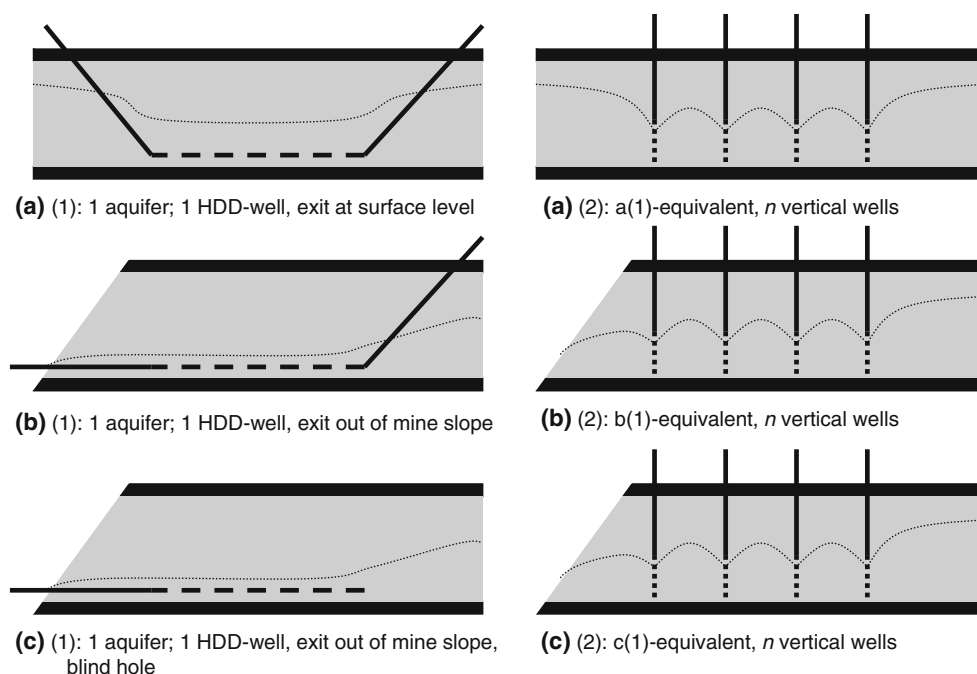 (a) (1): 1 aquifer; 1 HDD-well, exit at surface level
(a) (2): a(1)-equivalent, n vertical wells
(b) (1): 1 aquifer; 1 HDD-well, exit out of mine slope
(b) (2): b(1)-equivalent, n vertical wells
(c) (1): 1 aquifer; 1 HDD-well, exit out of mine slope,
blind hole
(c) (2): c(1)-equivalent, n vertical wells